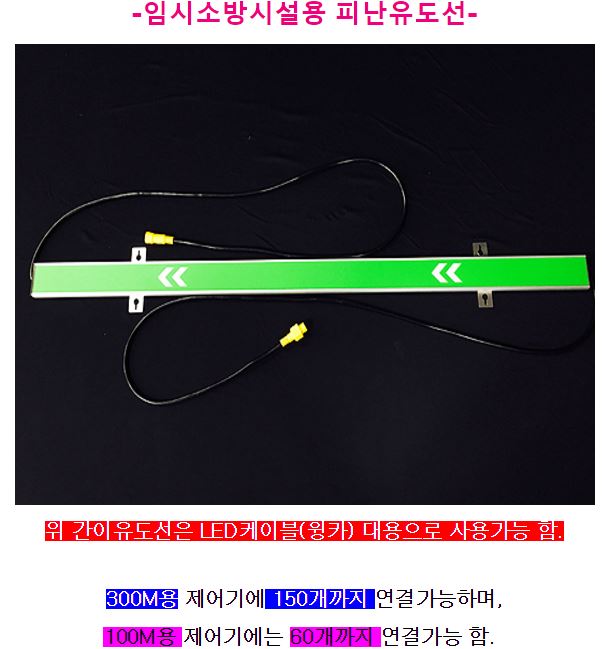 -임시소방시설용 피난유도선-
위 간이유도선은 LED케이블(윙카) 대용으로 사용가능 함.
300M용 제어기에 150개까지 연결가능하며,
100M용 제어기에는 60개까지 연결가능 함.